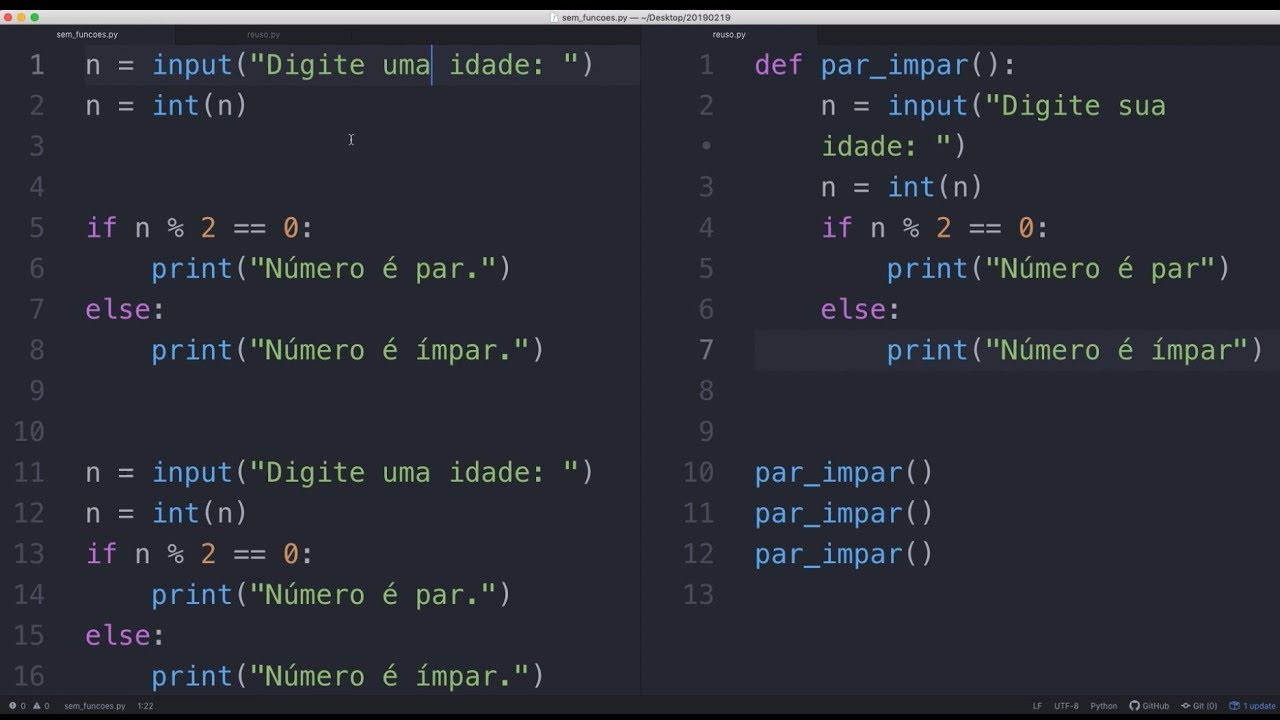 sem_funcoes.py — ~/Desktop/20190219
sem_funcoes.py
reuso.py
1 n = input("Digite uma idade: ")
2 n = int(n)
3
4
5 if n % 2 == 0:
6 print("Número é par.")
7 else:
8 print("Número é ímpar.")
9
10
11 n = input("Digite uma idade: ")
12 n = int(n)
13 if n % 2 == 0:
14 print("Número é par.")
15 else:
16 print("Número é ímpar.")
reuso.py
1 def par_impar():
2 n = input("Digite sua
• idade: ")
3 n = int(n)
4 if n % 2 == 0:
5 print("Número é par")
6 else:
7 print("Número é ímpar")
8
9
10 par_impar()
11 par_impar()
12 par_impar()
13
0 0 sem_funcoes.py 1:22
LF UTF-8 Python GitHub Git (0) 1 update